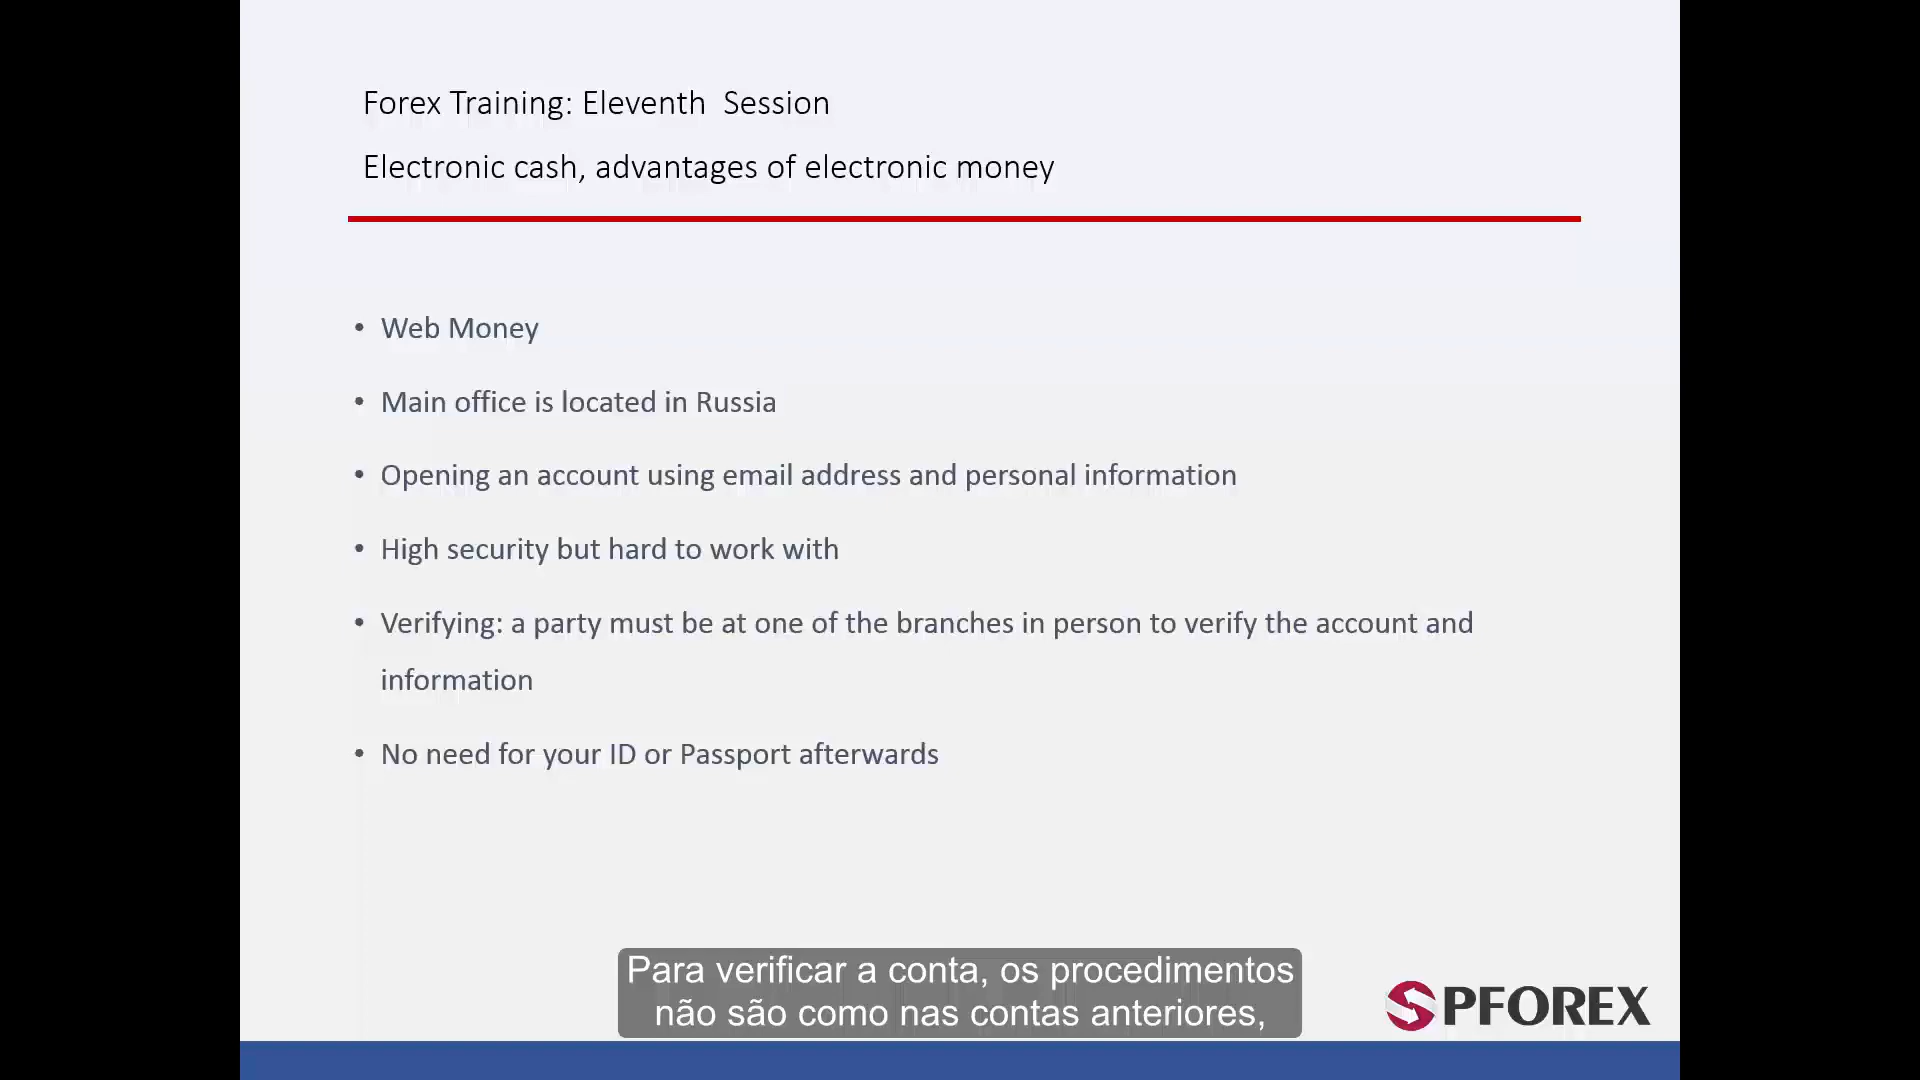 Forex Training: Eleventh Session
Electronic cash, advantages of electronic money
• Web Money
• Main office is located in Russia
• Opening an account using email address and personal information
• High security but hard to work with
• Verifying: a party must be at one of the branches in person to verify the account and
information
• No need for your ID or Passport afterwards
Para verificar a conta, os procedimentos
não são como nas contas anteriores,
SPFOREX